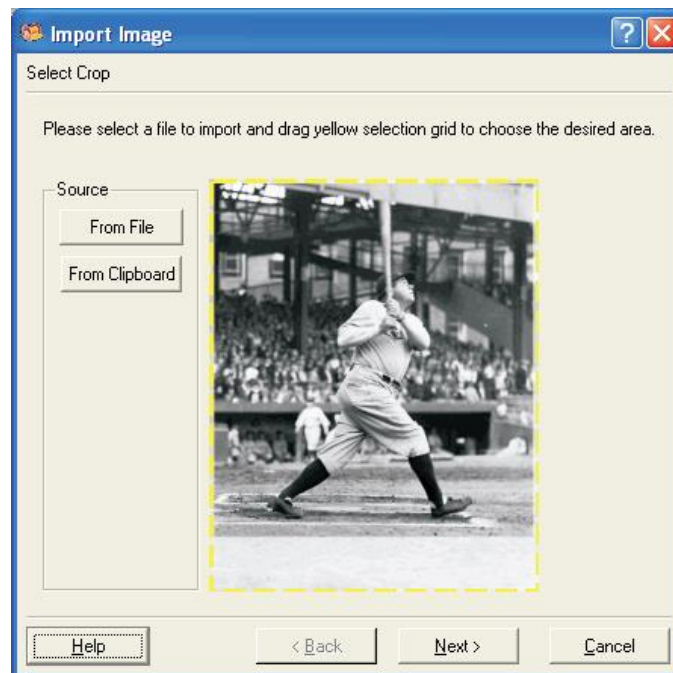 Import Image
Select Crop
Please select a file to import and drag yellow selection grid to choose the desired area.
Source
From File
From Clipboard
Help
< Back
Next >
Cancel